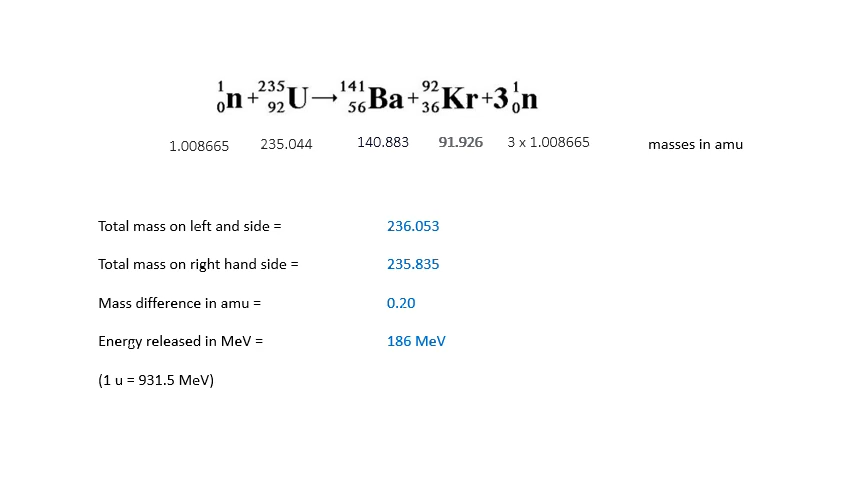 ¹₀n + ²³⁵₉₂U → ¹⁴¹₅₆Ba + ⁹²₃₆Kr + 3¹₀n
1.008665 235.044 140.883 91.926 3 x 1.008665 masses in amu
Total mass on left and side = 236.053
Total mass on right hand side = 235.835
Mass difference in amu = 0.20
Energy released in MeV = 186 MeV
(1 u = 931.5 MeV)